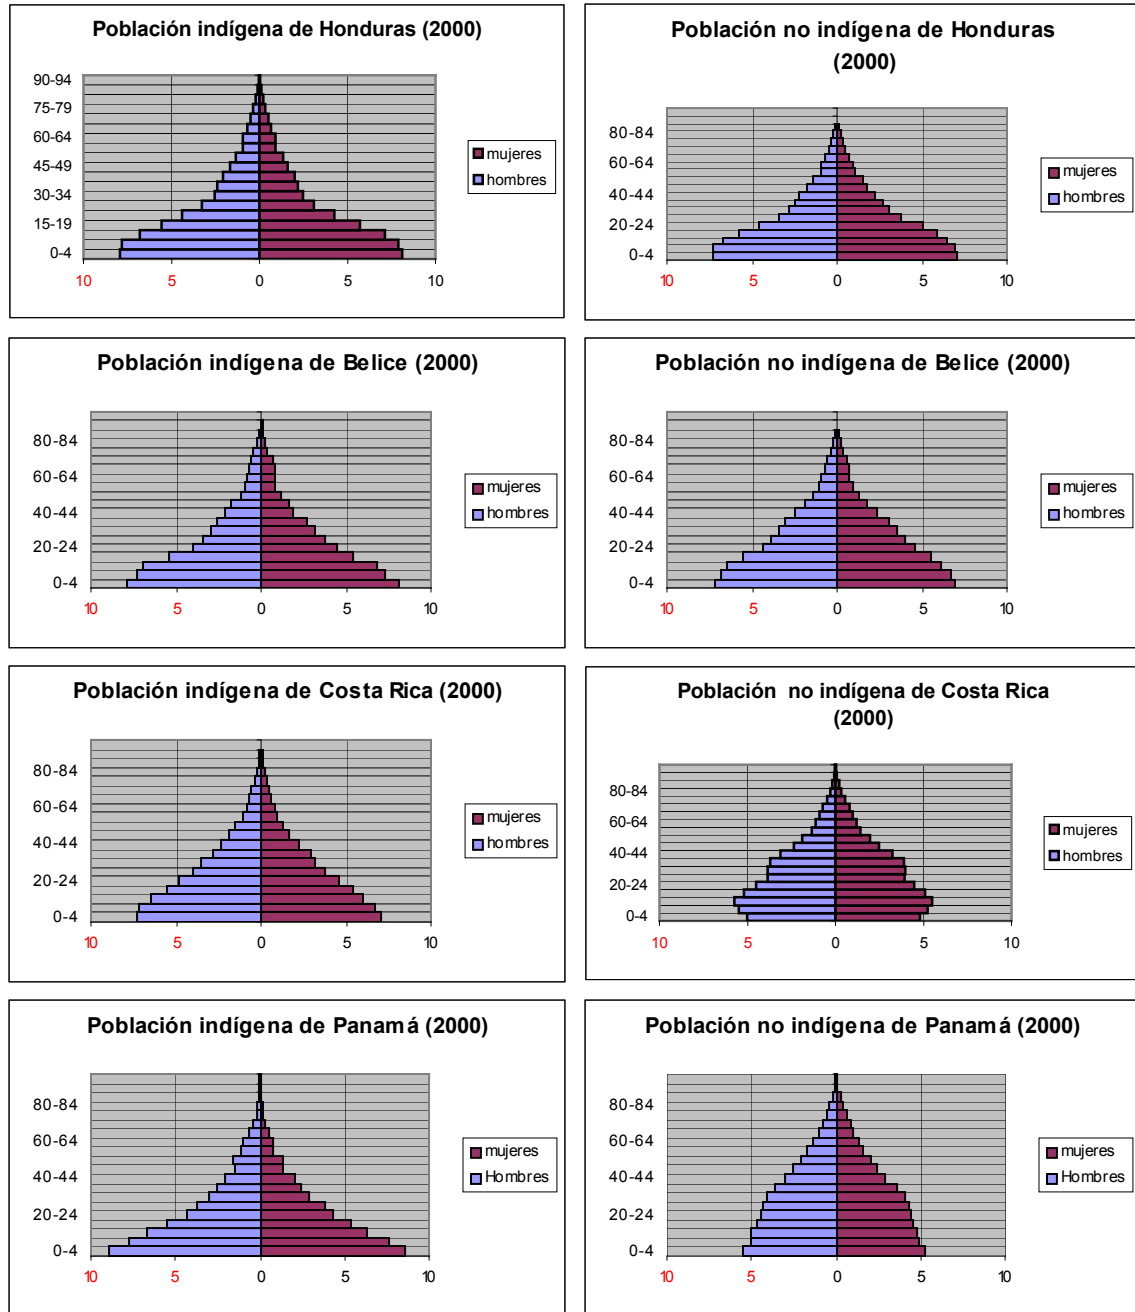 Población indígena de Honduras (2000)
90-94
75-79
60-64
45-49
30-34
15-19
0-4
10 5 0 5 10
mujeres
hombres
Población no indígena de Honduras
(2000)
80-84
60-64
40-44
20-24
0-4
10 5 0 5 10
mujeres
hombres
Población indígena de Belice (2000)
80-84
60-64
40-44
20-24
0-4
10 5 0 5 10
mujeres
hombres
Población no indígena de Belice (2000)
80-84
60-64
40-44
20-24
0-4
10 5 0 5 10
mujeres
hombres
Población indígena de Costa Rica (2000)
80-84
60-64
40-44
20-24
0-4
10 5 0 5 10
mujeres
hombres
Población no indígena de Costa Rica
(2000)
80-84
60-64
40-44
20-24
0-4
10 5 0 5 10
mujeres
hombres
Población indígena de Panamá (2000)
80-84
60-64
40-44
20-24
0-4
10 5 0 5 10
mujeres
Hombres
Población no indígena de Panamá (2000)
80-84
60-64
40-44
20-24
0-4
10 5 0 5 10
mujeres
Hombres